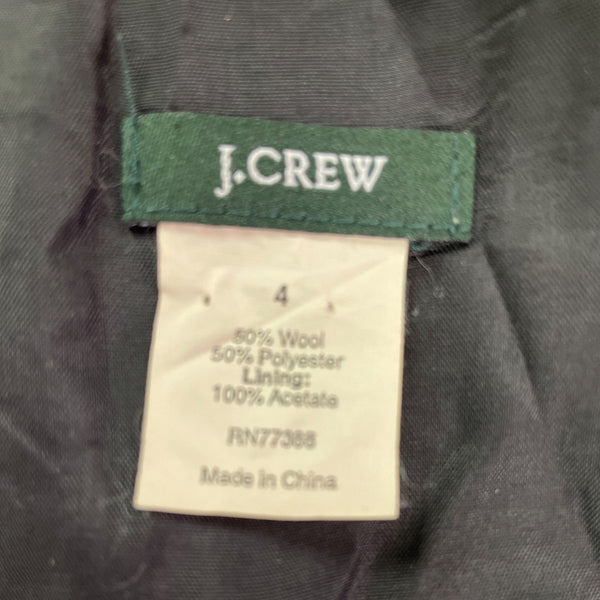 J.CREW
4
50% Wool
50% Polyester
Lining:
100% Acetate
RN77388
Made in China